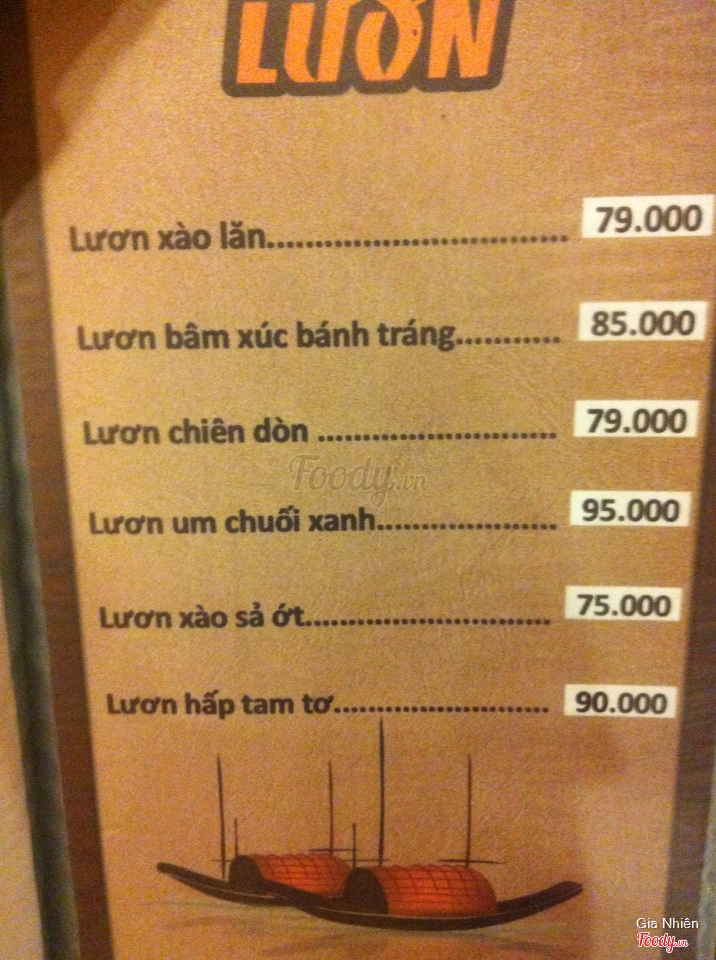 LƯƠN
Lươn xào lăn.............................. 79.000
Lươn bâm xúc bánh tráng........... 85.000
Lươn chiên dòn ......................... 79.000
Foody.vn
Lươn um chuối xanh................... 95.000
Lươn xào sả ớt.......................... 75.000
Lươn hấp tam tơ....................... 90.000
Gia Nhiên
Foody.vn